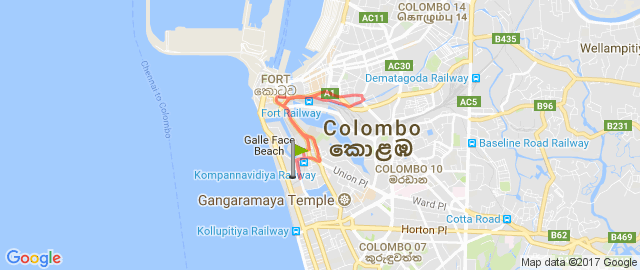 AC11
COLOMBO 14
කොළඹ 14
B435
Wellampitiy
Chennai to Colombo
FORT
කොටුව
AC30
Dematagoda Railway
A1
Fort Railway
AC5
B96
B231
Galle Face
Beach
Colombo
කොළඹ
Baseline Road Railway
Kompannavidiya Railway
Union Pl
COLOMBO 10
මරදාන
Gangaramaya Temple
Ward Pl
Cotta Road
Kollupitiya Railway
Horton Pl
B62
B469
COLOMBO 07
කුරුඳුවත්ත
Google
Map data ©2017 Google